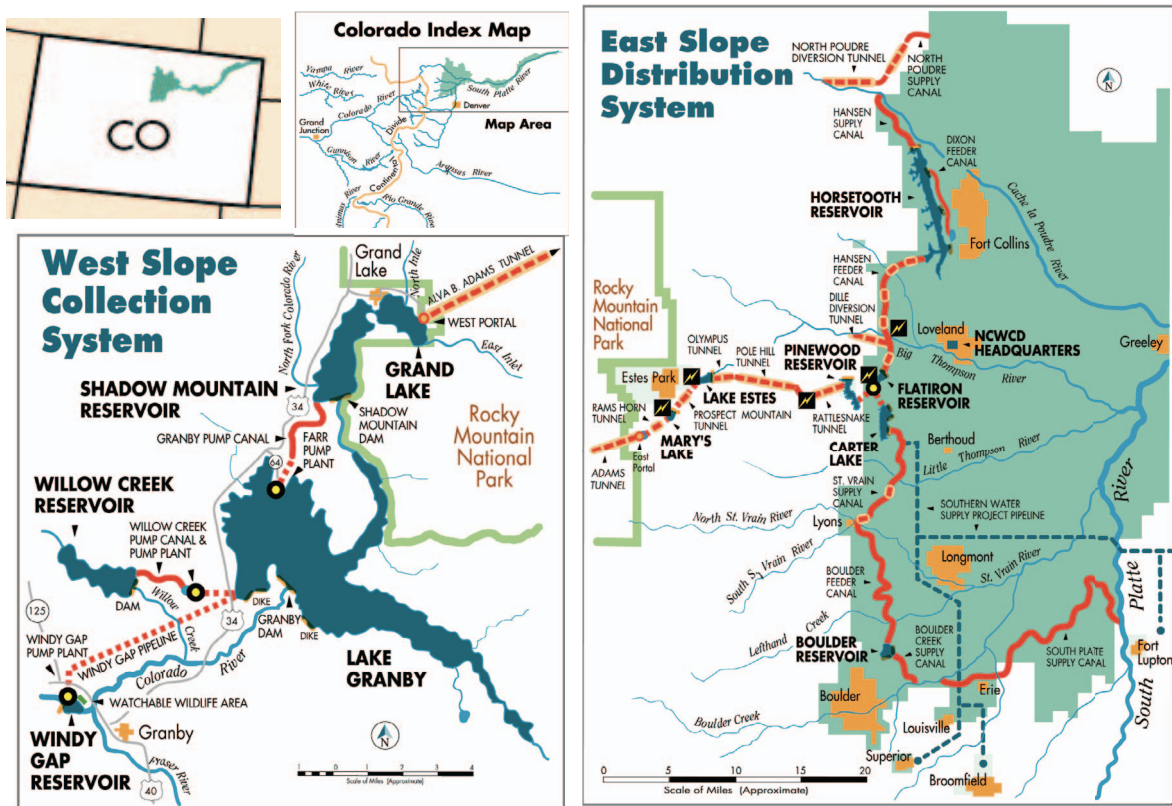 CO
Colorado Index Map
Yampa River
White River
Colorado River
South Platte River
Denver
Map Area
Grand
Junction
Divide
Gunnison River
Continental
Arkansas River
Animas River
Rio Grande River
West Slope
Collection
System
Grand
Lake
North Fork Colorado River
North Inle
ALVA B. ADAMS TUNNEL
WEST PORTAL
East Inlet
GRAND
LAKE
SHADOW MOUNTAIN
RESERVOIR
34
SHADOW
MOUNTAIN
DAM
GRANBY PUMP CANAL
FARR
PUMP
PLANT
64
Rocky
Mountain
National
Park
WILLOW CREEK
RESERVOIR
WILLOW CREEK
PUMP CANAL &
PUMP PLANT
DAM
Willow
Creek
DIKE
34
GRANBY
DAM
DIKE
125
WINDY GAP
PUMP PLANT
WINDY GAP PIPELINE
Colorado
River
LAKE
GRANBY
WATCHABLE WILDLIFE AREA
WINDY
GAP
RESERVOIR
Granby
Fraser River
40
N
1 0 1 2 3 4
Scale of Miles (Approximate)
East Slope
Distribution
System
NORTH POUDRE
DIVERSION TUNNEL
NORTH
POUDRE
SUPPLY
CANAL
N
HANSEN
SUPPLY
CANAL
DIXON
FEEDER
CANAL
HORSETOOTH
RESERVOIR
Cache la Poudre
River
Fort Collins
HANSEN
FEEDER
CANAL
Rocky
Mountain
National
Park
DILLE
DIVERSION
TUNNEL
Loveland
NCWCD
HEADQUARTERS
Greeley
OLYMPUS
TUNNEL
POLE HILL
TUNNEL
PINEWOOD
RESERVOIR
Big
Thompson
River
Estes Park
LAKE ESTES
FLATIRON
RESERVOIR
RAMS HORN
TUNNEL
PROSPECT MOUNTAIN
TUNNEL
RATTLESNAKE
TUNNEL
MARY'S
LAKE
CARTER
LAKE
Berthoud
East
Portal
ADAMS
TUNNEL
Little Thompson River
ST. VRAIN
SUPPLY
CANAL
SOUTHERN WATER
SUPPLY PROJECT PIPELINE
North St. Vrain River
Lyons
South S. Vrain River
Longmont
St. Vrain River
River
BOULDER
FEEDER
CANAL
Platte
Lefthand Creek
BOULDER
RESERVOIR
BOULDER
CREEK
SUPPLY
CANAL
SOUTH PLATE
SUPPLY CANAL
Fort
Lupton
Boulder
Erie
South
Boulder Creek
Louisville
Superior
Broomfield
0 5 10 15 20
Scale of Miles (Approximate)